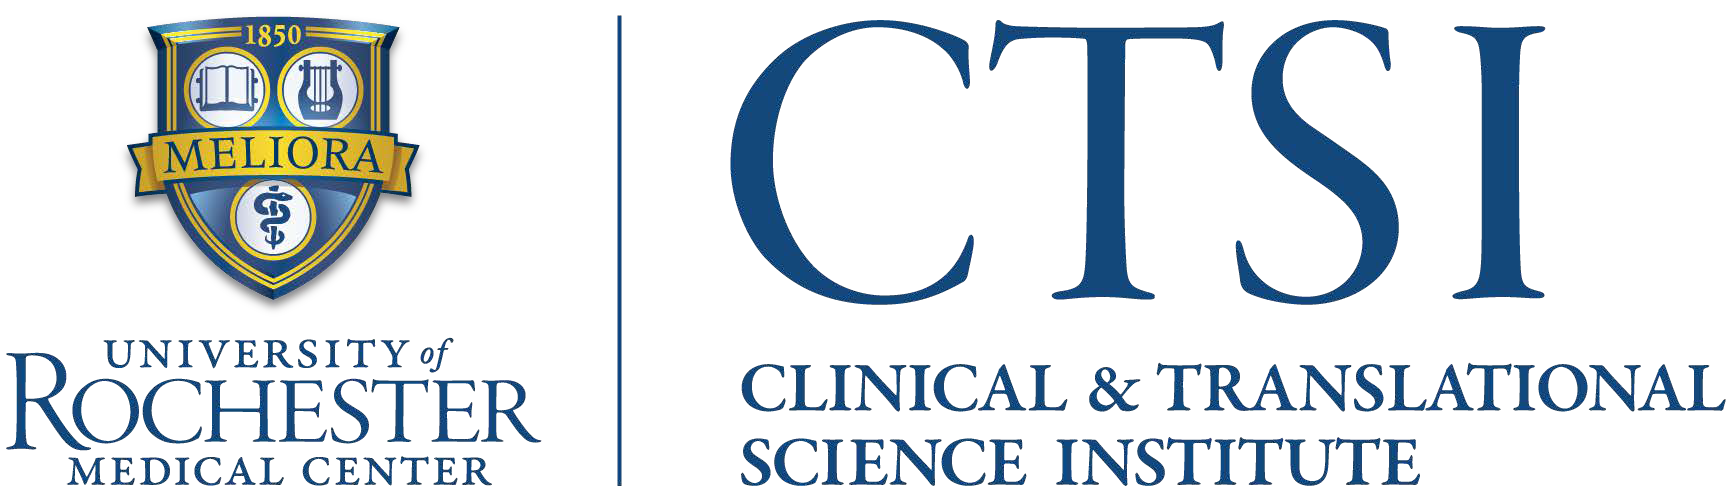 1850
MELIORA
UNIVERSITY of
ROCHESTER
MEDICAL CENTER
CTSI
CLINICAL & TRANSLATIONAL
SCIENCE INSTITUTE